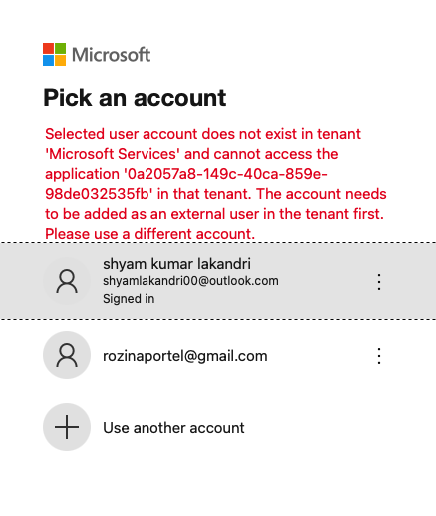 Microsoft
Pick an account
Selected user account does not exist in tenant
'Microsoft Services' and cannot access the
application '0a2057a8-149c-40ca-859e-
98de032535fb' in that tenant. The account needs
to be added as an external user in the tenant first.
Please use a different account.
shyam kumar lakandri
shyamlakandri00@outlook.com
Signed in
rozinaportel@gmail.com
Use another account